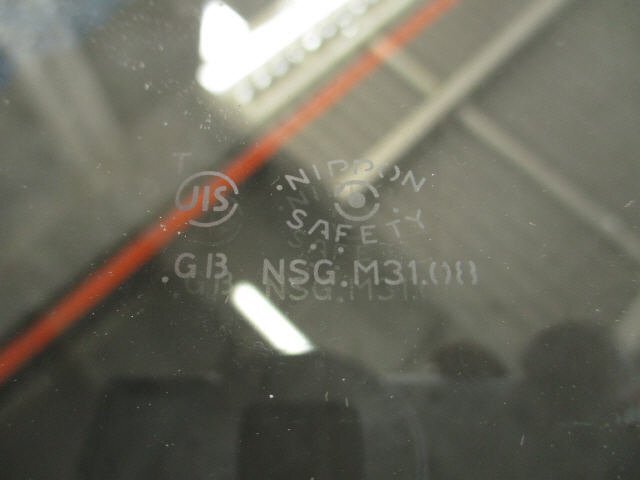 T
JIS
NIPPON
SAFETY
.GB NSG.M31.08